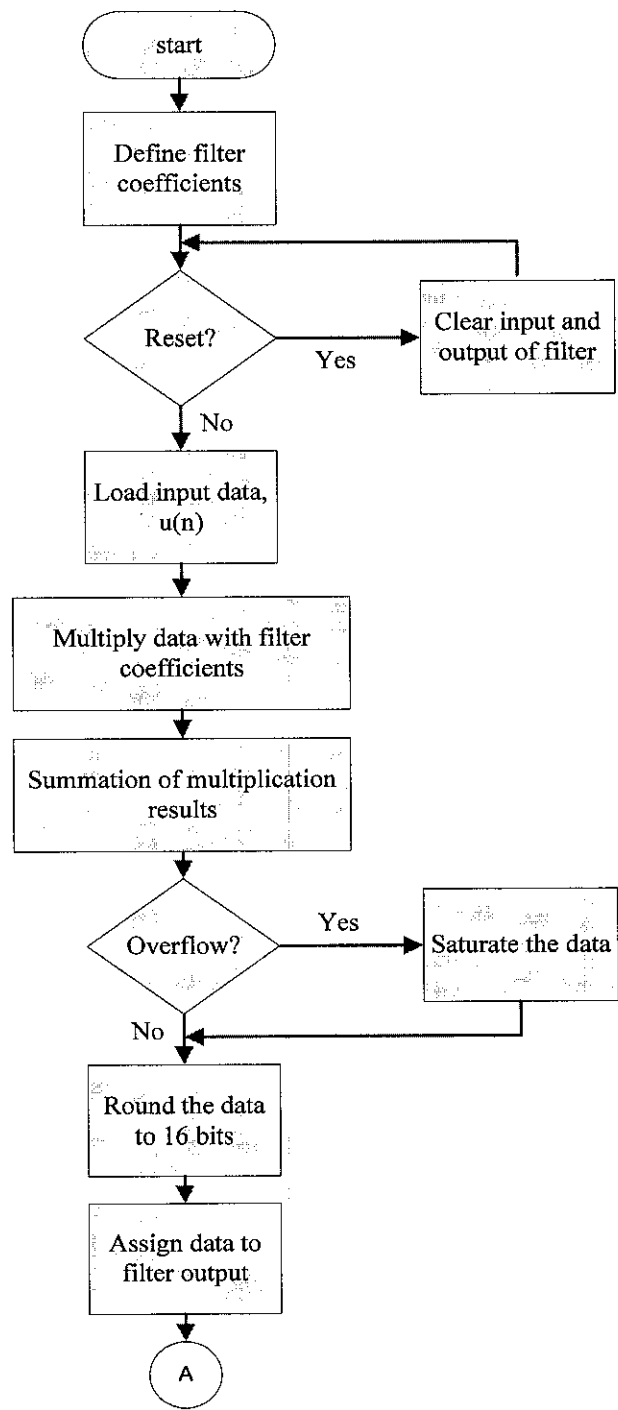 start
Define filter
coefficients
Reset?
Yes
Clear input and
output of filter
No
Load input data,
u(n)
Multiply data with filter
coefficients
Summation of multiplication
results
Overflow?
Yes
Saturate the data
No
Round the data
to 16 bits
Assign data to
filter output
A